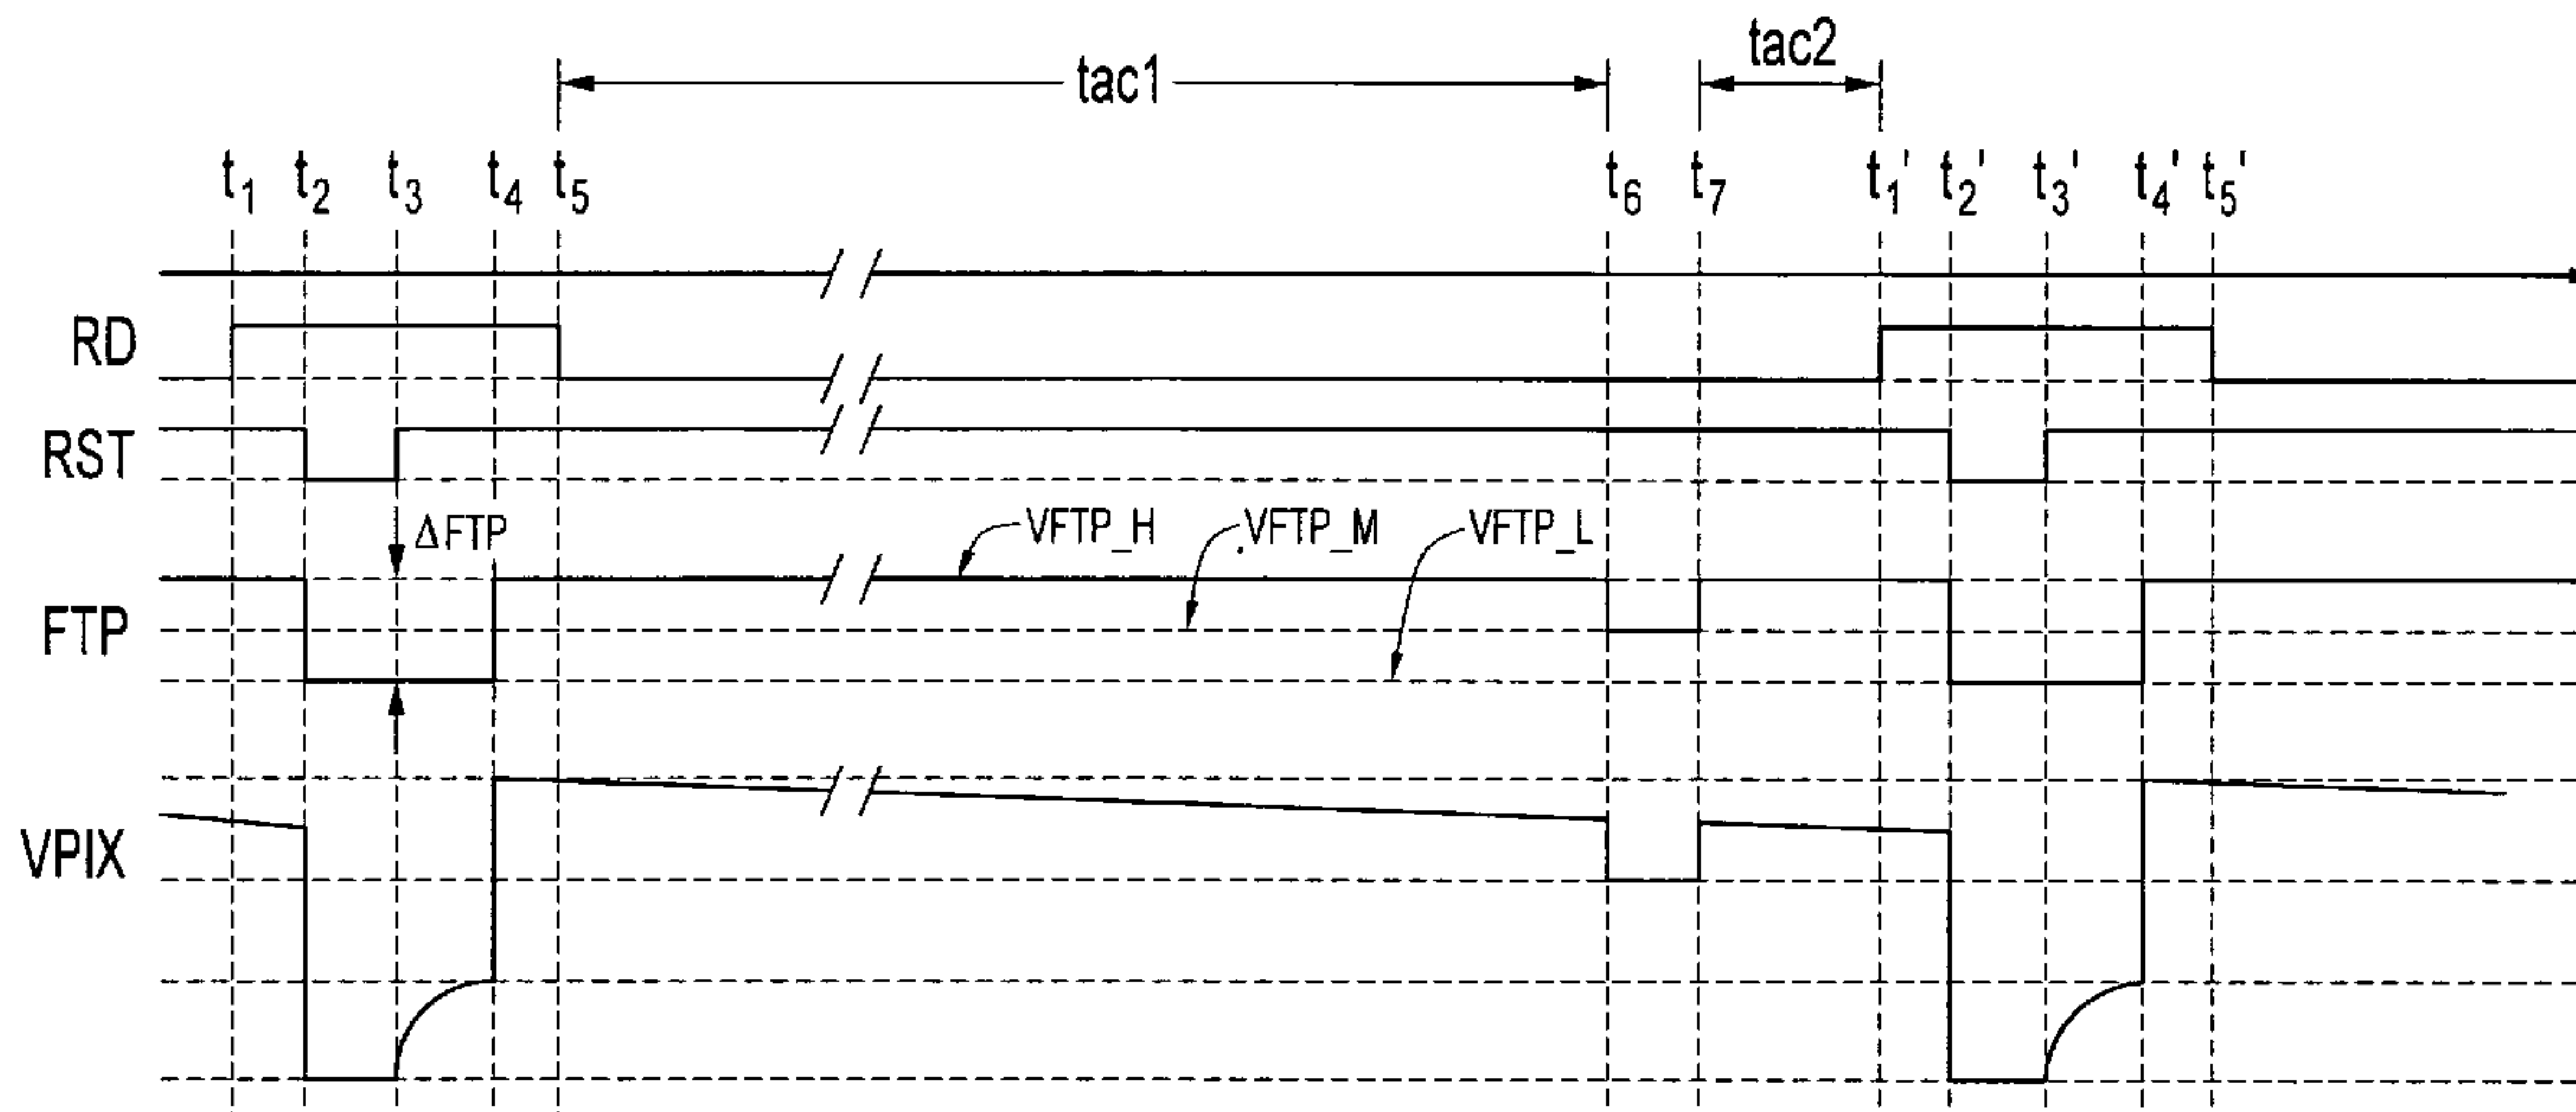 tac2
tac1
t1 t2 t3 t4 t5 t6 t7 t1' t2' t3' t4' t5'
RD
RST
ΔFTP VFTP_H VFTP_M VFTP_L
FTP
VPIX